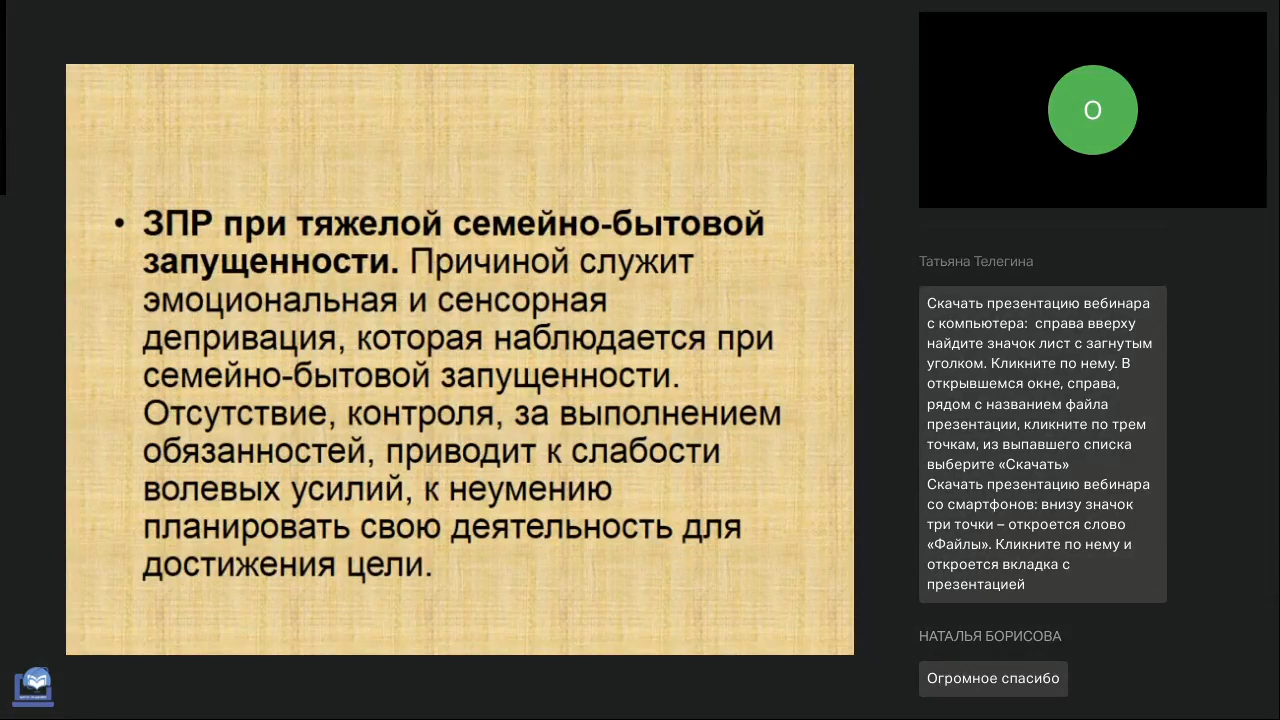 • ЗПР при тяжелой семейно-бытовой
запущенности. Причиной служит
эмоциональная и сенсорная
депривация, которая наблюдается при
семейно-бытовой запущенности.
Отсутствие, контроля, за выполнением
обязанностей, приводит к слабости
волевых усилий, к неумению
планировать свою деятельность для
достижения цели.
О
Татьяна Телегина
Скачать презентацию вебинара
с компьютера:  справа вверху
найдите значок лист с загнутым
уголком. Кликните по нему. В
открывшемся окне, справа,
рядом с названием файла
презентации, кликните по трем
точкам, из выпавшего списка
выберите «Скачать»
Скачать презентацию вебинара
со смартфонов: внизу значок
три точки – откроется слово
«Файлы». Кликните по нему и
откроется вкладка с
презентацией
НАТАЛЬЯ БОРИСОВА
Огромное спасибо